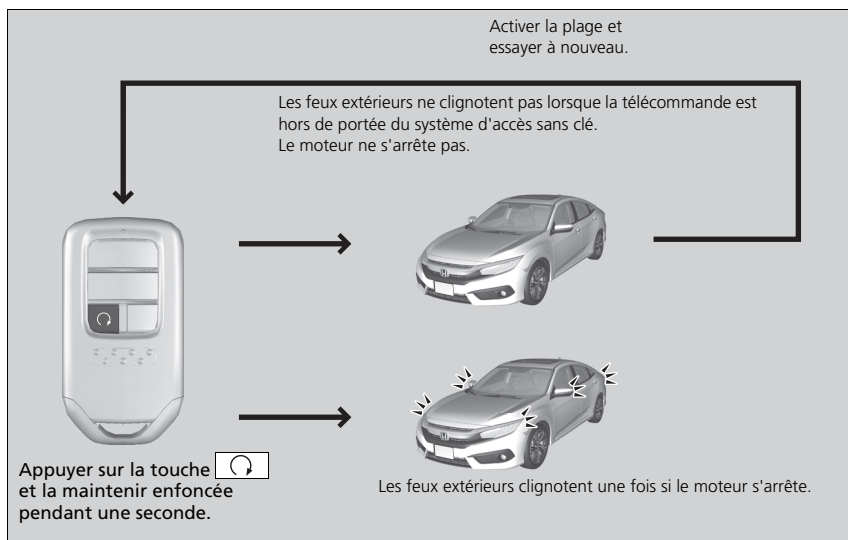 Activer la plage et
essayer à nouveau.
Les feux extérieurs ne clignotent pas lorsque la télécommande est
hors de portée du système d'accès sans clé.
Le moteur ne s'arrête pas.
Appuyer sur la touche
et la maintenir enfoncée
pendant une seconde.
Les feux extérieurs clignotent une fois si le moteur s'arrête.